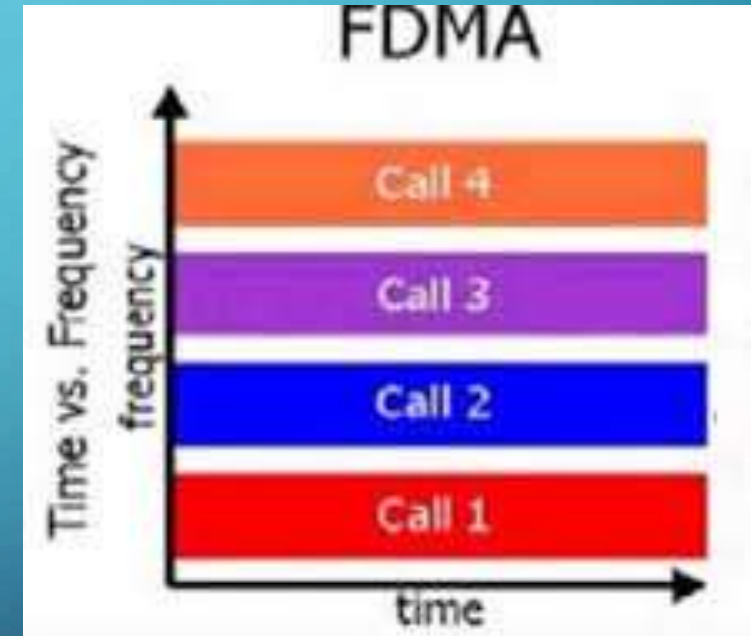 FDMA
Time vs. Frequency
frequency
Call 4
Call 3
Call 2
Call 1
time